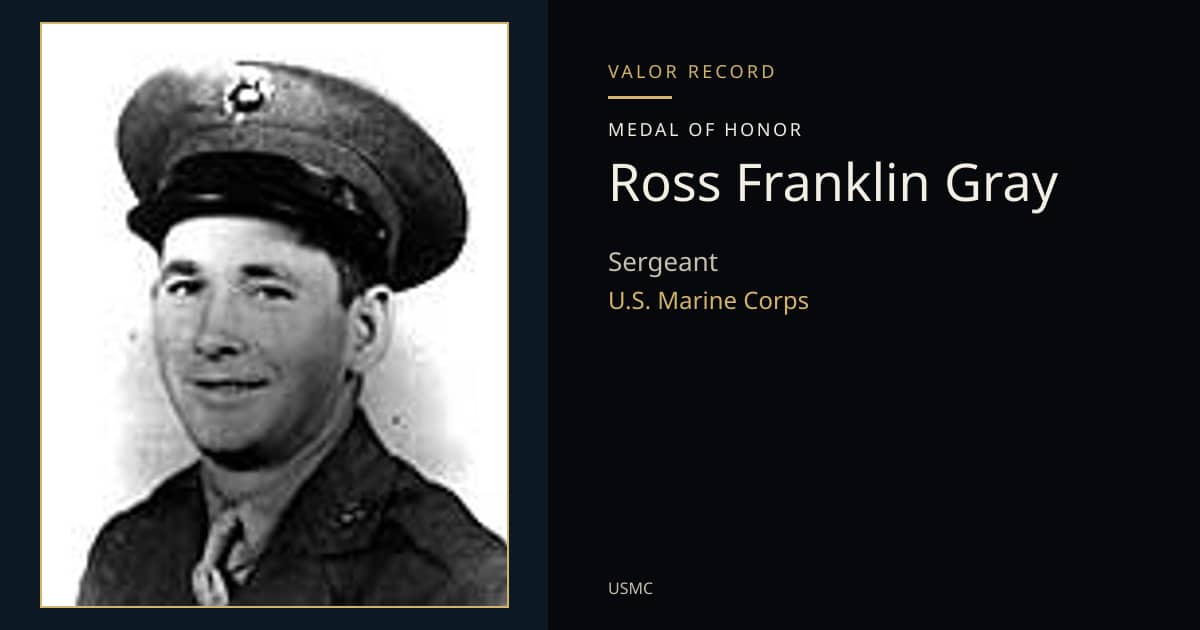 VALOR RECORD
MEDAL OF HONOR
Ross Franklin Gray
Sergeant
U.S. Marine Corps
USMC